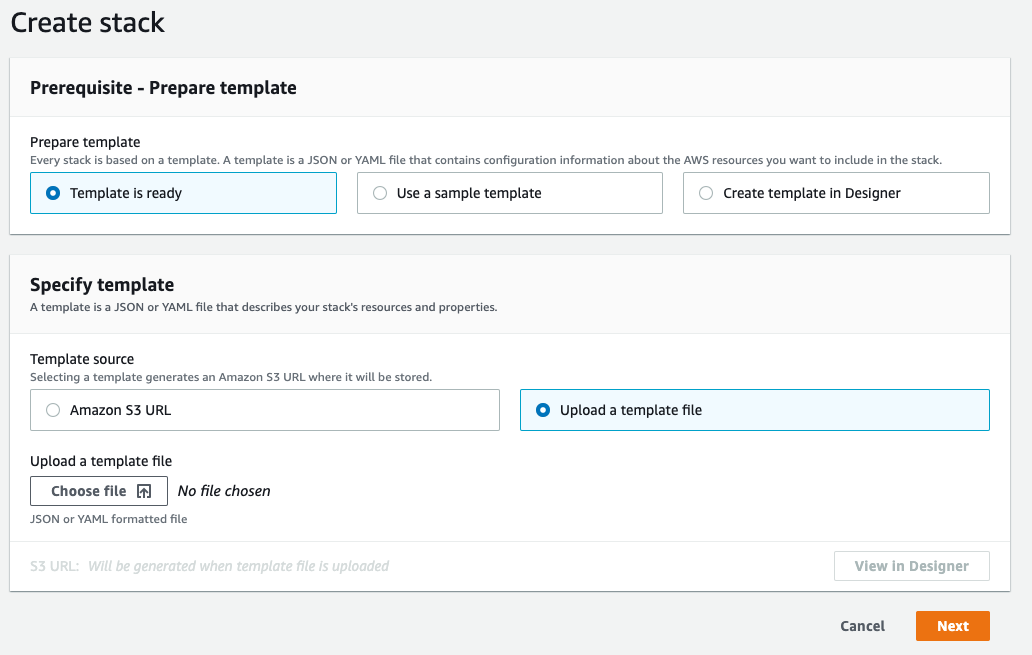 Create stack
Prerequisite - Prepare template
Prepare template
Every stack is based on a template. A template is a JSON or YAML file that contains configuration information about the AWS resources you want to include in the stack.
Template is ready
Use a sample template
Create template in Designer
Specify template
A template is a JSON or YAML file that describes your stack's resources and properties.
Template source
Selecting a template generates an Amazon S3 URL where it will be stored.
Amazon S3 URL
Upload a template file
Upload a template file
Choose file
No file chosen
JSON or YAML formatted file
S3 URL: Will be generated when template file is uploaded
View in Designer
Cancel
Next